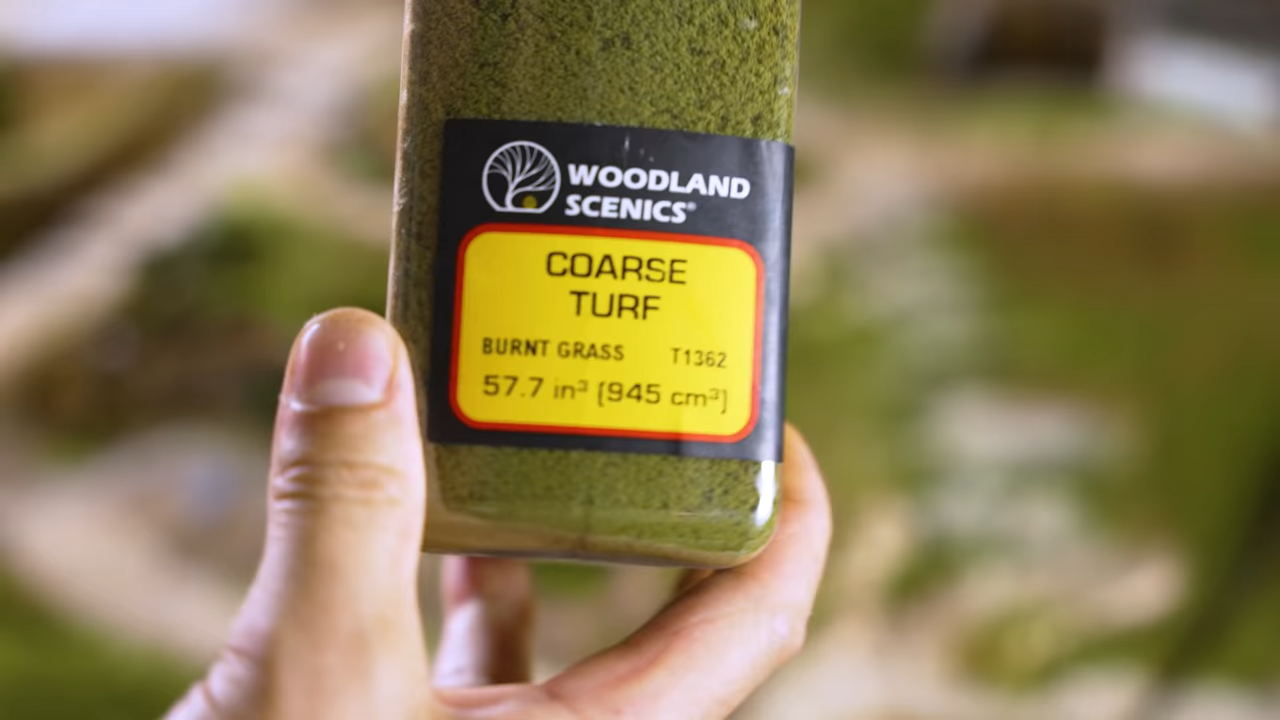 WOODLAND
SCENICS®
COARSE
TURF
BURNT GRASS T1362
57.7 in³ (945 cm³)